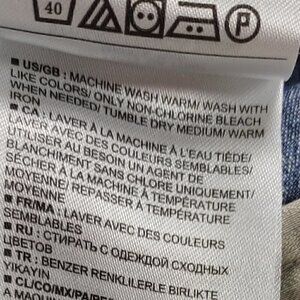 40 P
■ US/GB : MACHINE WASH WARM/ WASH WITH
LIKE COLORS/ ONLY NON-CHLORINE BLEACH
WHEN NEEDED/ TUMBLE DRY MEDIUM/ WARM
IRON
■ CA : LAVER À LA MACHINE À L'EAU TIÈDE/
LAVER AVEC DES COULEURS SEMBLABLES/
UTILISER AU BESOIN UN AGENT DE
BLANCHIMENT SANS CHLORE UNIQUEMENT/
SÉCHER À LA MACHINE À TEMPÉRATURE
MOYENNE/ REPASSER À TEMPÉRATURE
MOYENNE
■ FR/MA : LAVER AVEC DES COULEURS
SEMBLABLES
■ RU : СТИРАТЬ С ОДЕЖДОЙ СХОДНЫХ
ЦВЕТОВ
■ TR : BENZER RENKLILERLE BIRLIKTE
YIKAYIN
■ CL/CO/MX/PA/PE
A MAQUI